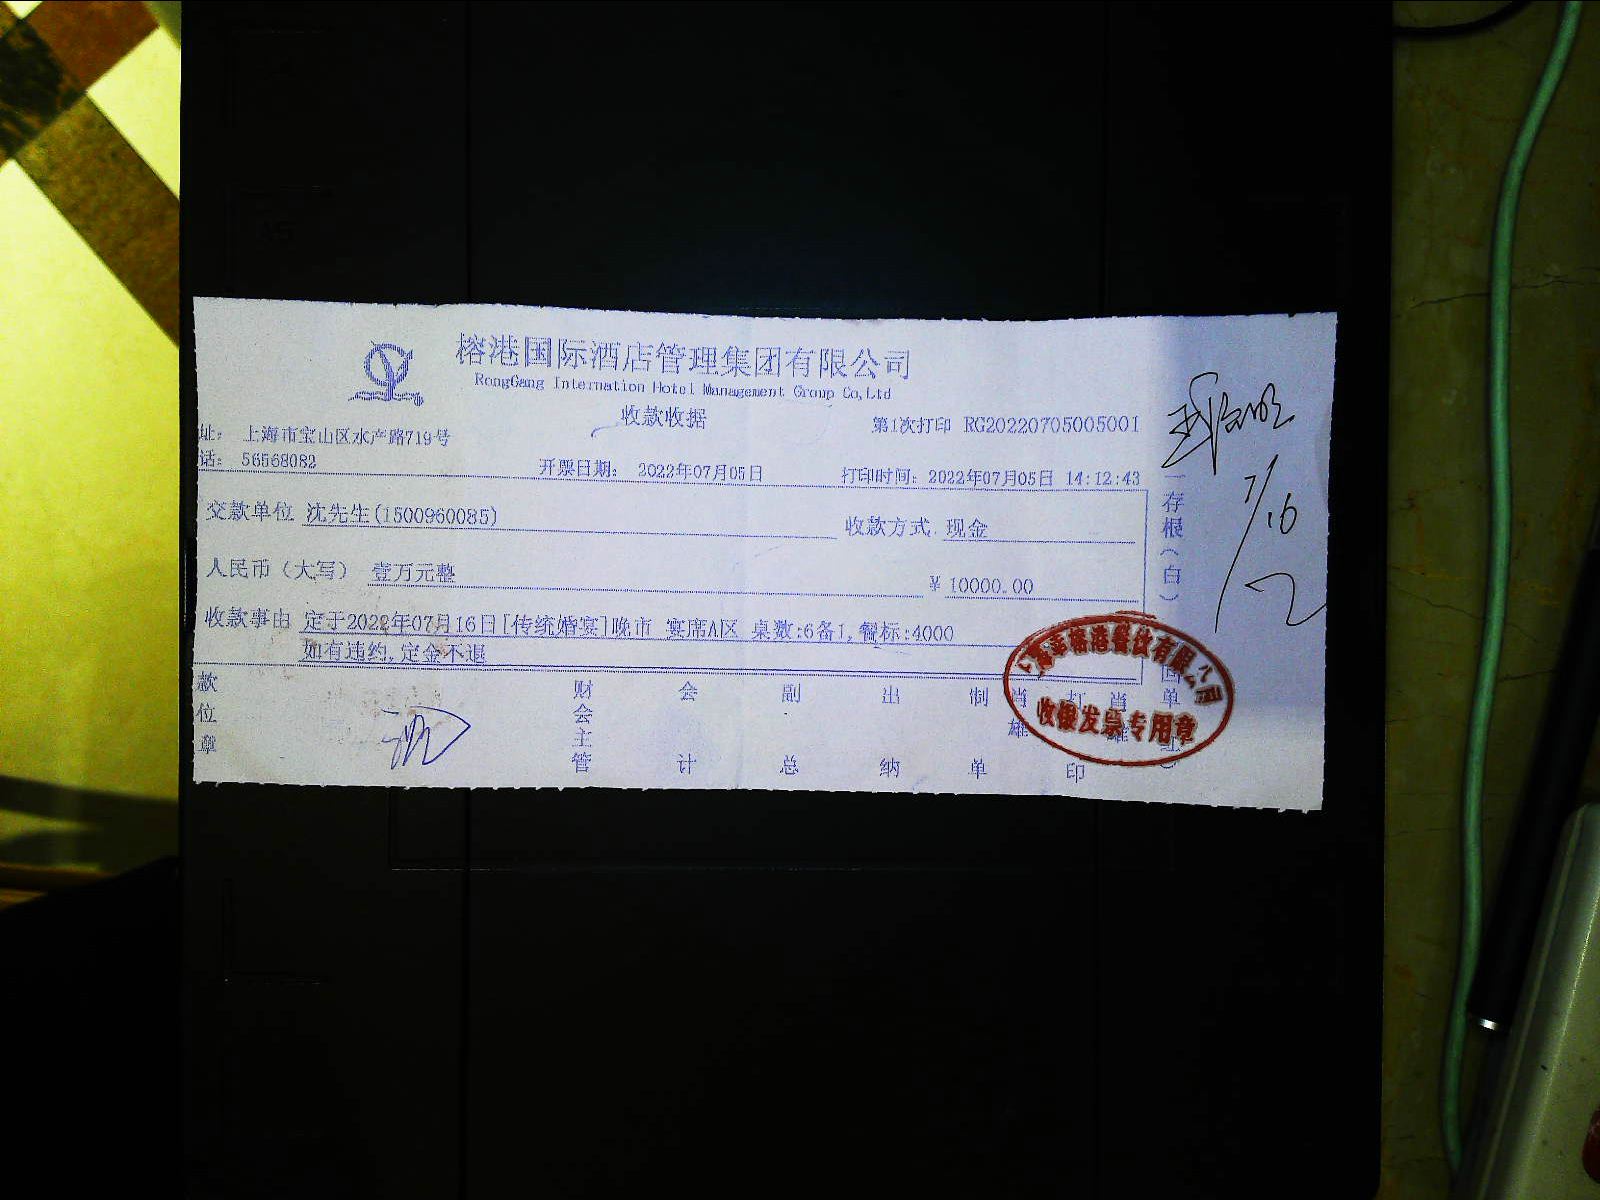 榕港国际酒店管理集团有限公司
RongGang Internation Hotel Management Group Co,Ltd
收款收据
第1次打印 RG20220705005001
址： 上海市宝山区水产路719号
话： 56568082
开票日期： 2022年07月05日
打印时间：2022年07月05日 14:12:43
交款单位 沈先生(1500960085)
收款方式 现金
人民币（大写） 壹万元整
¥ 10000.00
收款事由 定于2022年07月16日[传统婚宴]晚市 宴席A区 桌数:6备1,餐标:4000
如有违约,定金不退
款位章
财会主管
会计
副总
出纳
制单
肖雄
打印
肖雄
一存根(白)
收银发票专用章
7/16